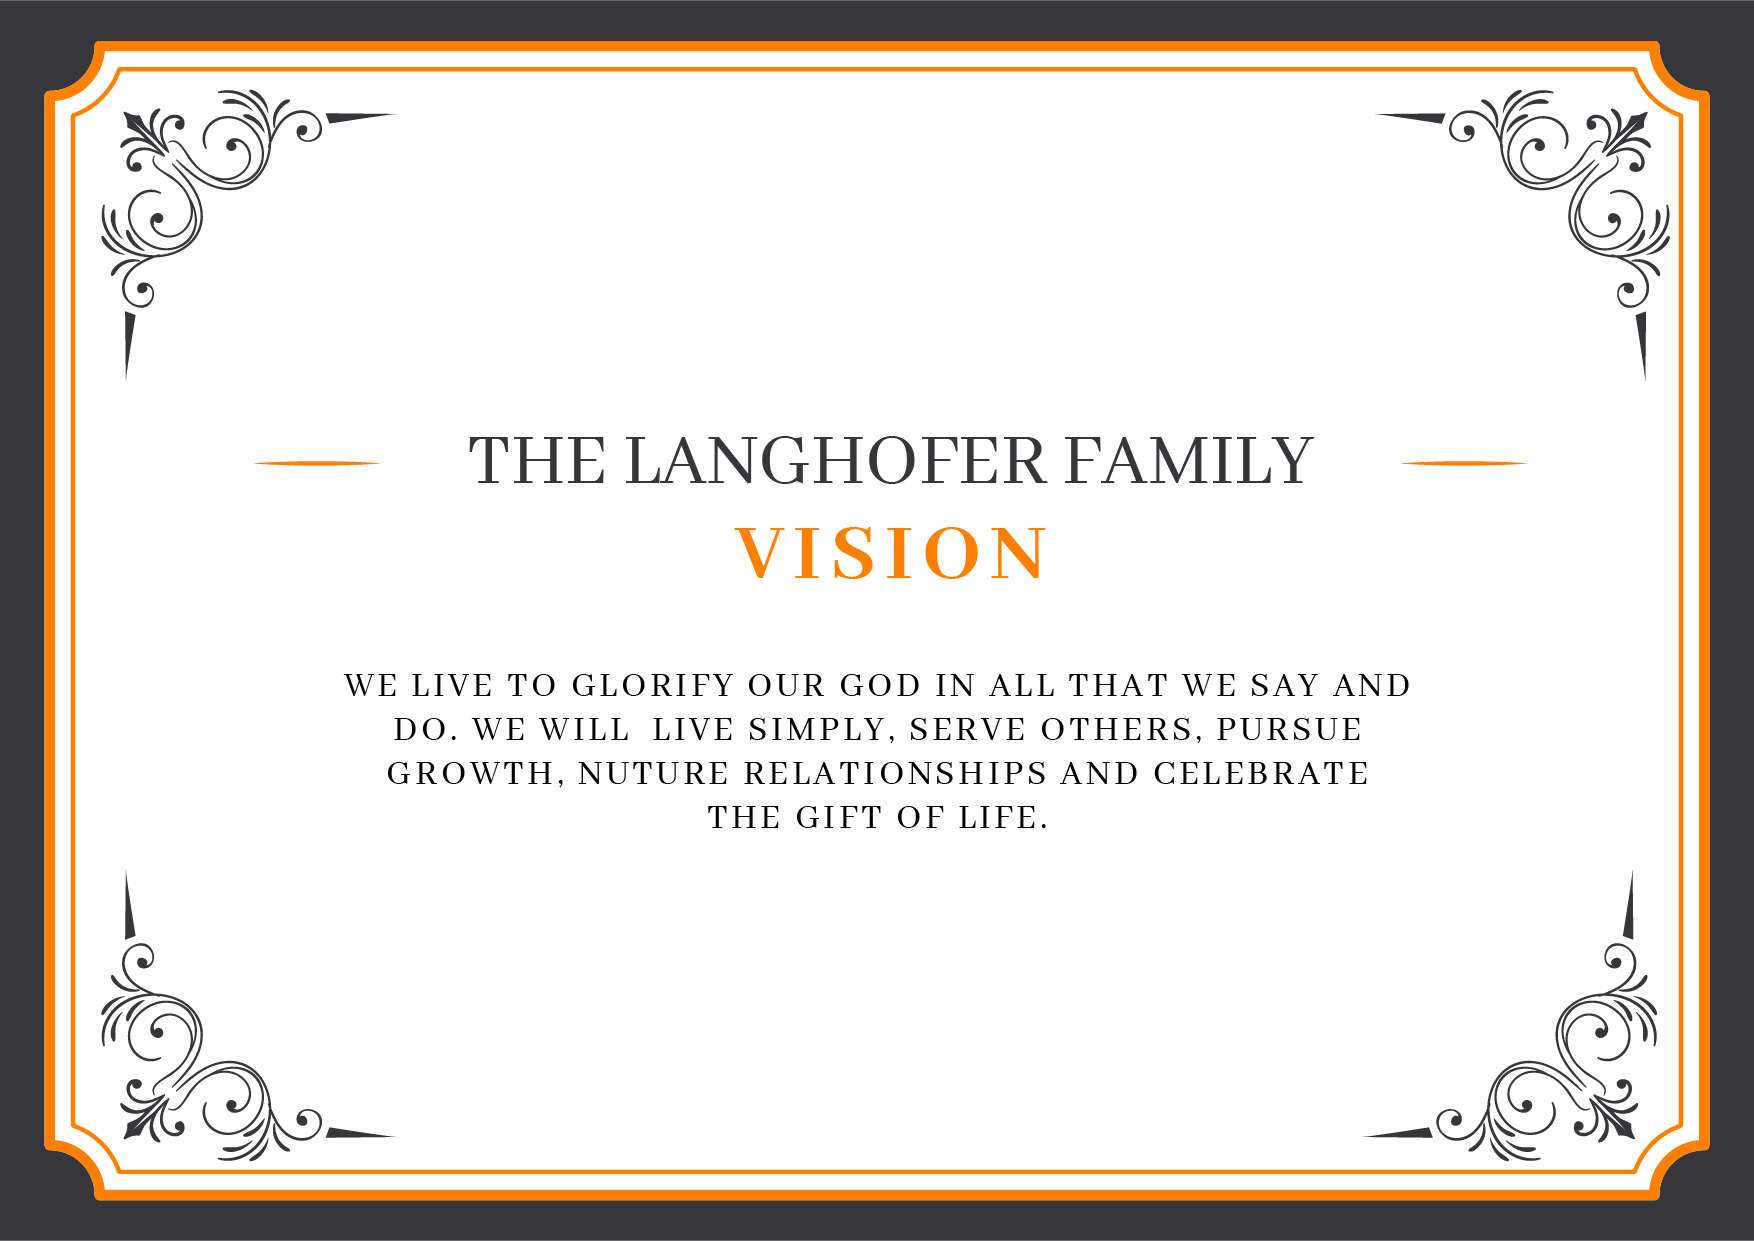 THE LANGHOFER FAMILY
VISION
WE LIVE TO GLORIFY OUR GOD IN ALL THAT WE SAY AND
DO. WE WILL  LIVE SIMPLY, SERVE OTHERS, PURSUE
GROWTH, NUTURE RELATIONSHIPS AND CELEBRATE
THE GIFT OF LIFE.